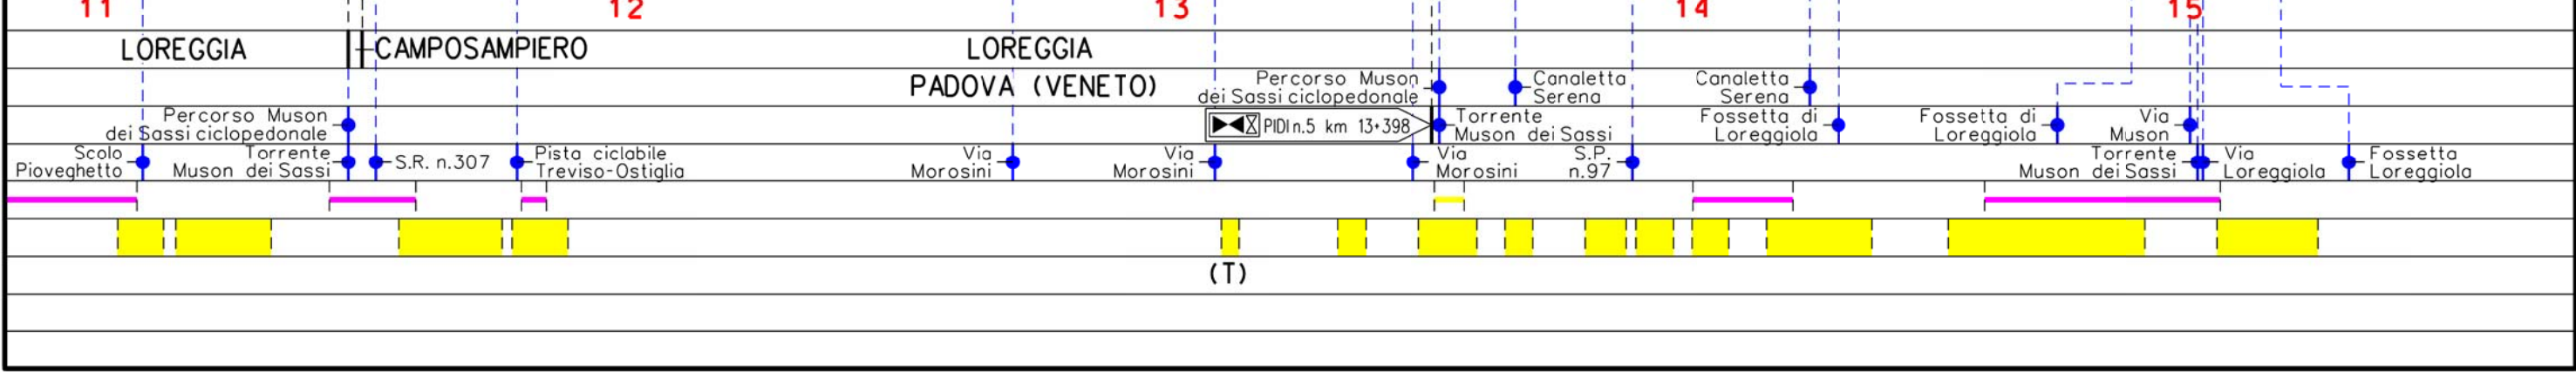 11 12 13 14 15
LOREGGIA CAMPOSAMPIERO LOREGGIA
PADOVA (VENETO)
Percorso Muson
dei Sassi ciclopedonale
Canaletta
Serena
Canaletta
Serena
Percorso Muson
dei Sassi ciclopedonale
PIDI n.5 km 13+398
Torrente
Muson dei Sassi
Fossetta di
Loreggiola
Fossetta di
Loreggiola
Via
Muson
Scolo
Pioveghetto
Torrente
Muson dei Sassi
S.R. n.307
Pista ciclabile
Treviso-Ostiglia
Via
Morosini
Via
Morosini
Via
Morosini
S.P.
n.97
Torrente
Muson dei Sassi
Via
Loreggiola
Fossetta
Loreggiola
(T)